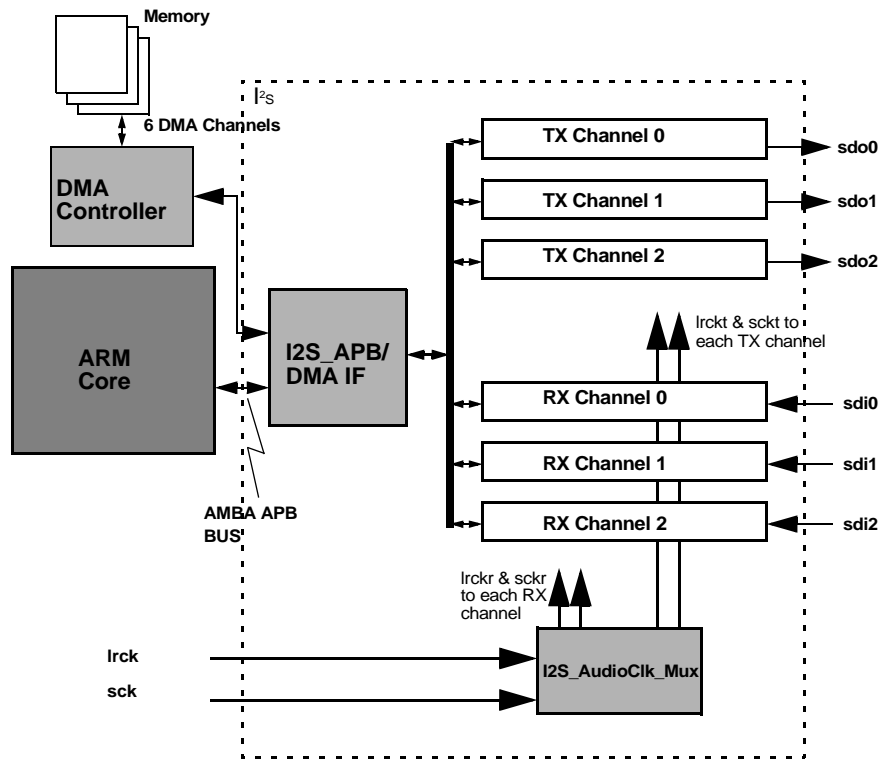 Memory
I²S
6 DMA Channels
TX Channel 0
sdo0
DMA
Controller
TX Channel 1
sdo1
TX Channel 2
sdo2
lrckt & sckt to
each TX channel
I2S_APB/
DMA IF
ARM
Core
RX Channel 0
sdi0
RX Channel 1
sdi1
RX Channel 2
sdi2
AMBA APB
BUS
lrckr & sckr
to each RX
channel
lrck
I2S_AudioClk_Mux
sck